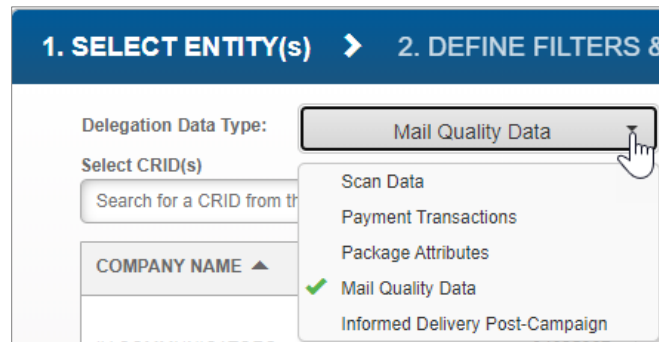 1. SELECT ENTITY(s) > 2. DEFINE FILTERS &
Delegation Data Type: Mail Quality Data
Select CRID(s)
Search for a CRID from th
Scan Data
Payment Transactions
Package Attributes
COMPANY NAME
Mail Quality Data
Informed Delivery Post-Campaign